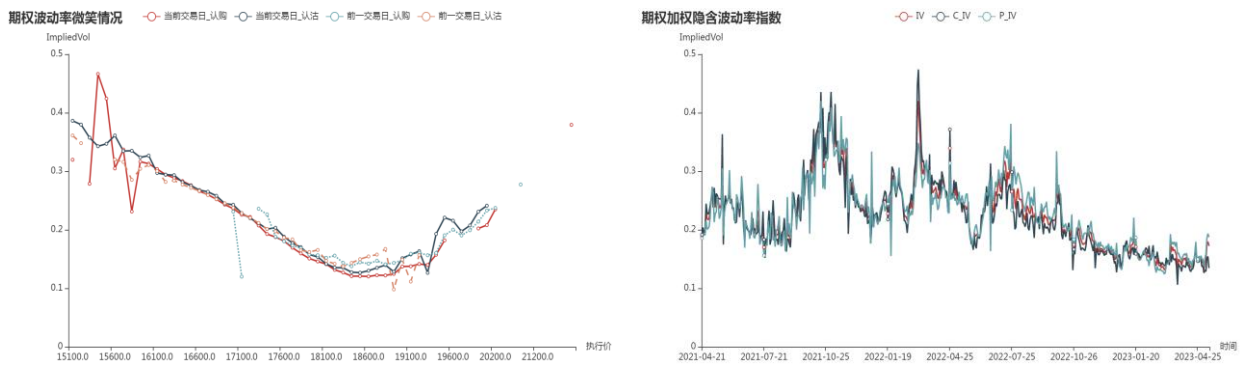 期权波动率微笑情况
当前交易日_认购 当前交易日_认沽 前一交易日_认购 前一交易日_认沽
ImpliedVol
0.5
0.4
0.3
0.2
0.1
0
15100.0 15600.0 16100.0 16600.0 17100.0 17600.0 18100.0 18600.0 19100.0 19600.0 20200.0 21200.0
执行价
期权加权隐含波动率指数
IV C_IV P_IV
ImpliedVol
0.5
0.4
0.3
0.2
0.1
0
2021-04-21 2021-07-21 2021-10-25 2022-01-19 2022-04-25 2022-07-25 2022-10-26 2023-01-20 2023-04-25
时间